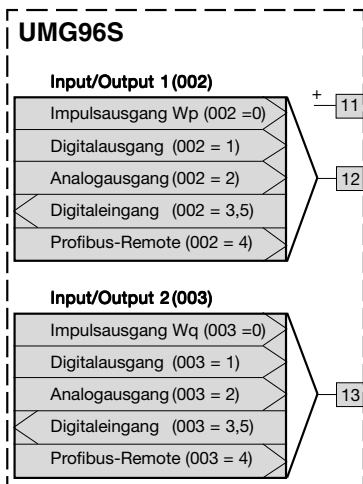 UMG96S
Input/Output 1 (002)
+
11
Impulsausgang Wp (002 =0)
Digitalausgang (002 = 1)
Analogausgang (002 = 2)
12
Digitaleingang (002 = 3,5)
Profibus-Remote (002 = 4)
Input/Output 2 (003)
Impulsausgang Wq (003 =0)
Digitalausgang (003 = 1)
Analogausgang (003 = 2)
13
Digitaleingang (003 = 3,5)
Profibus-Remote (003 = 4)